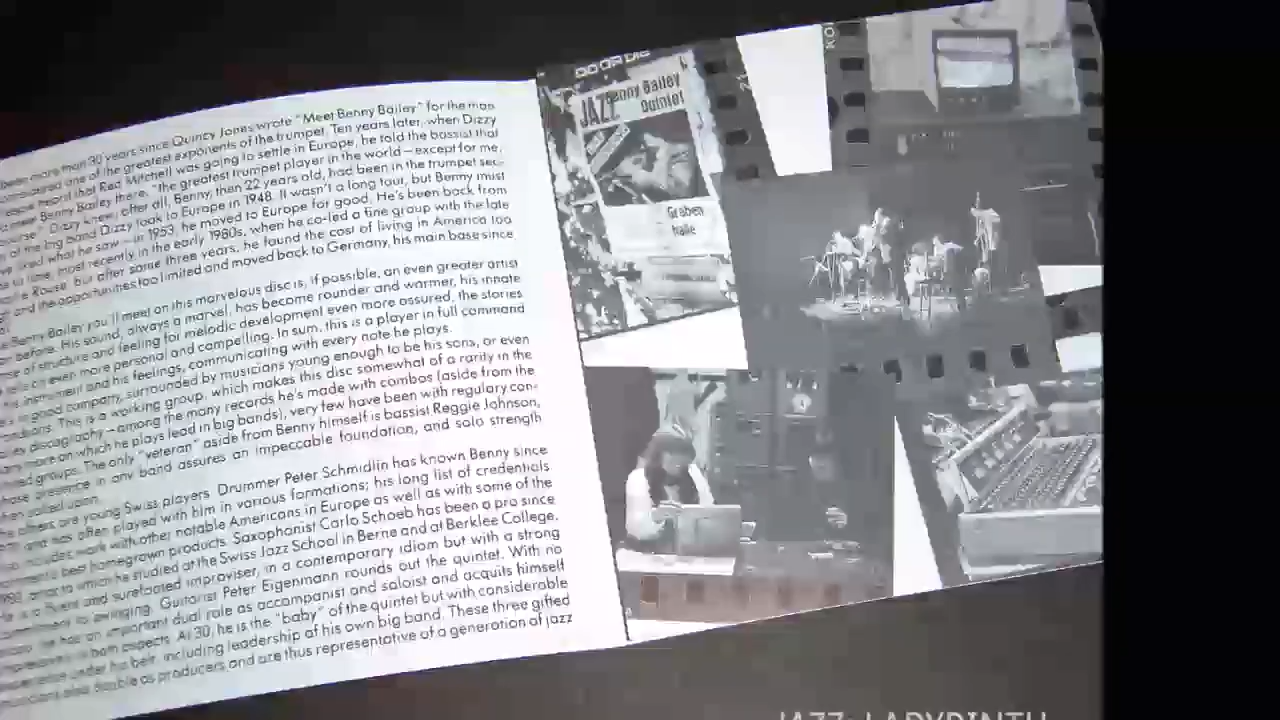 been more than 30 years since Quincy Jones wrote "Meet Benny Bailey" for the man
considered one of the greatest exponents of the trumpet. Ten years later, when Dizzy
heard that Red Mitchell was going to settle in Europe, he told the bassist that
Benny Bailey there, "the greatest trumpet player in the world – except for me,
Dizzy knew, after all, Benny, then 22 years old, had been in the trumpet sec-
of the big band Dizzy took to Europe in 1948. It wasn't a long tour, but Benny must
liked what he saw – in 1953, he moved to Europe for good. He's been back from
to time, most recently in the early 1980s, when he co-led a fine group with the late
Rouse, but after some three years, he found the cost of living in America too
and the opportunities too limited and moved back to Germany, his main base since
Benny Bailey you'll meet on this marvelous disc is, if possible, an even greater artist
before. His sound, always a marvel, has become rounder and warmer, his innate
of structure and feeling for melodic development even more assured, the stories
an even more personal and compelling. In sum, this is a player in full command
instrument and his feelings, communicating with every note he plays.
good company, surrounded by musicians young enough to be his sons, or even
This is a working group, which makes this disc somewhat of a rarity in the
discography – among the many records he's made with combos (aside from the
more on which he plays lead in big bands), very few have been with regulary con-
groups. The only "veteran" aside from Benny himself is bassist Reggie Johnson,
whose presence in any band assures an impeccable foundation, and solo strength
when called upon.
others are young Swiss players. Drummer Peter Schmidlin has known Benny since
and has often played with him in various formations; his long list of credentials
includes work with other notable Americans in Europe as well as with some of the
best homegrown products. Saxophonist Carlo Schoeb has been a pro since
prior to which he studied at the Swiss Jazz School in Berne and at Berklee College.
a fluent and surefooted improviser, in a contemporary idiom but with a strong
to swinging. Guitarist Peter Eigenmann rounds out the quintet. With no
he has an important dual role as accompanist and soloist and acquits himself
in both aspects. At 30, he is the "baby" of the quintet but with considerable
experience under his belt, including leadership of his own big band. These three gifted
also double as producers and are thus representative of a generation of jazz
JAZZ
Benny Bailey
Quintet
Graben
halle
JAZZ: LABYRINTH